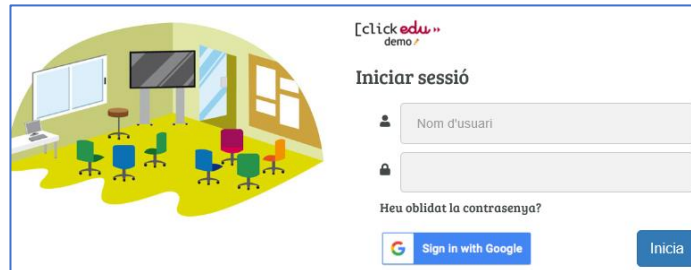 [clickedu»
demo
Iniciar sessió
Nom d'usuari
Heu oblidat la contrasenya?
G Sign in with Google
Inicia